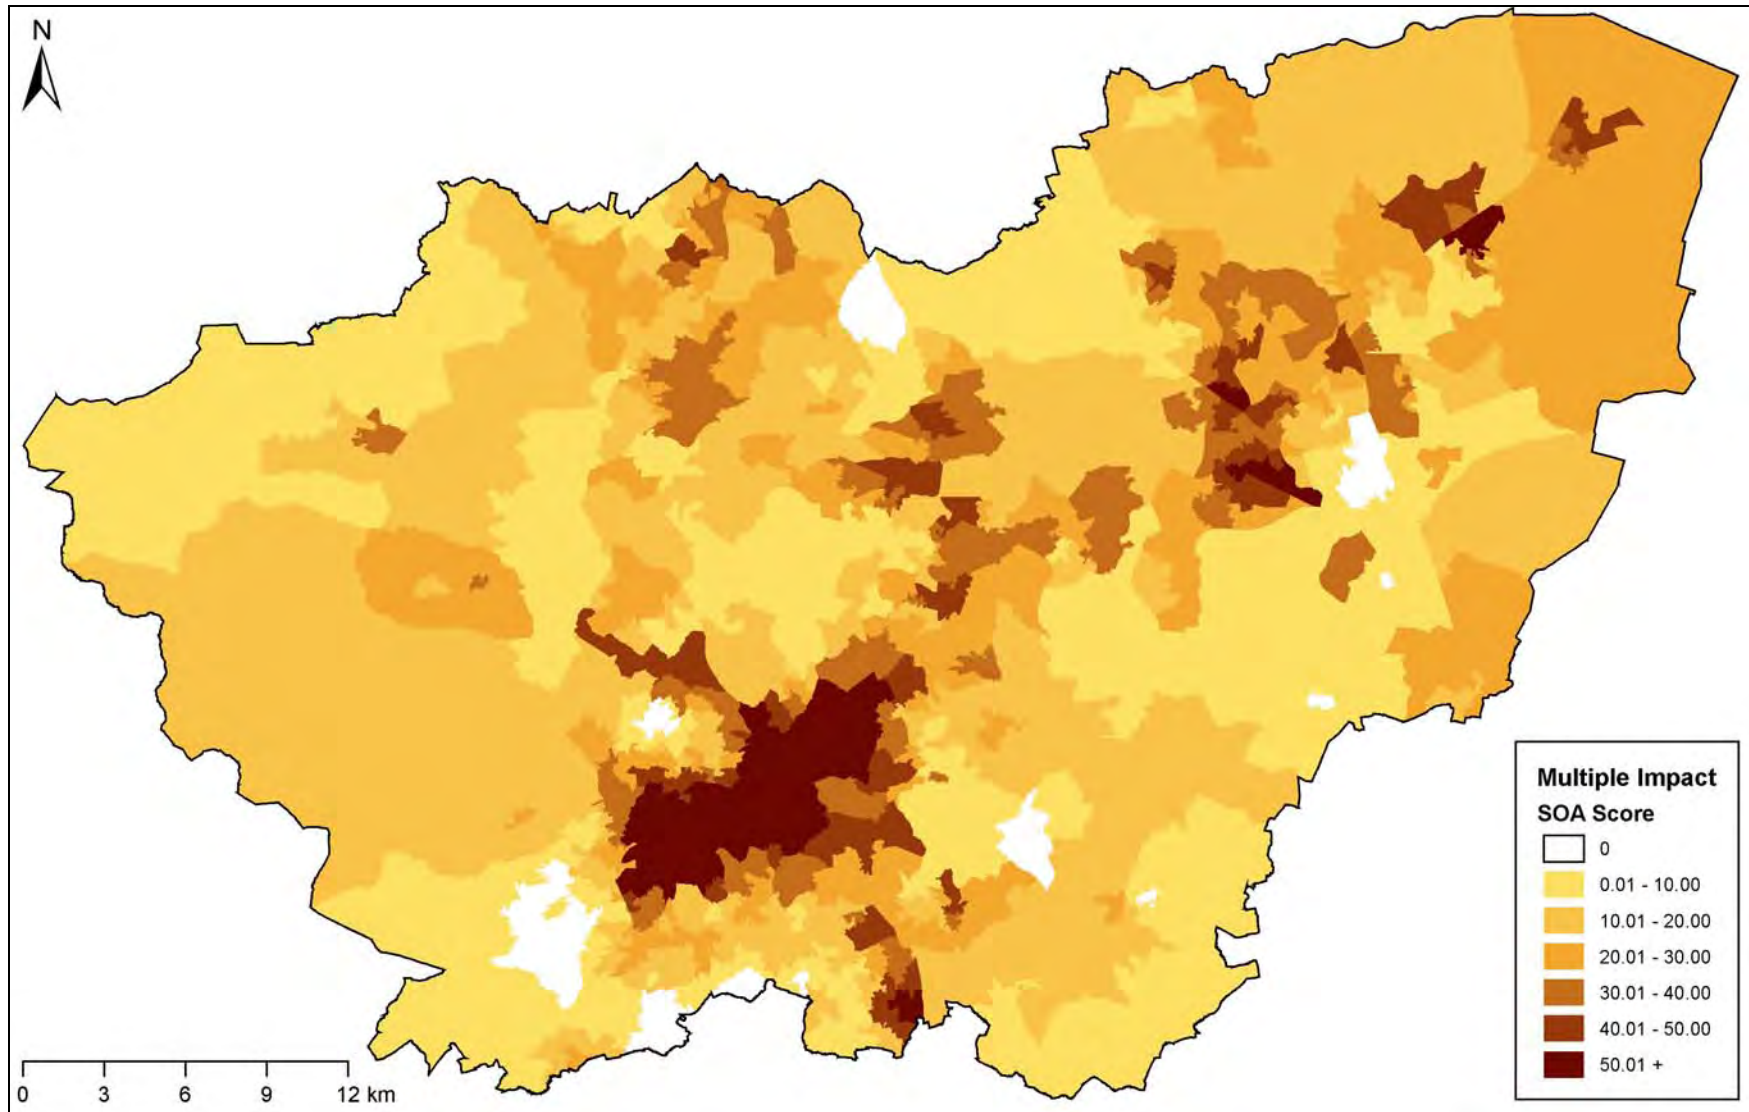 N
Multiple Impact
SOA Score
0
0.01 - 10.00
10.01 - 20.00
20.01 - 30.00
30.01 - 40.00
40.01 - 50.00
50.01 +
0 3 6 9 12 km